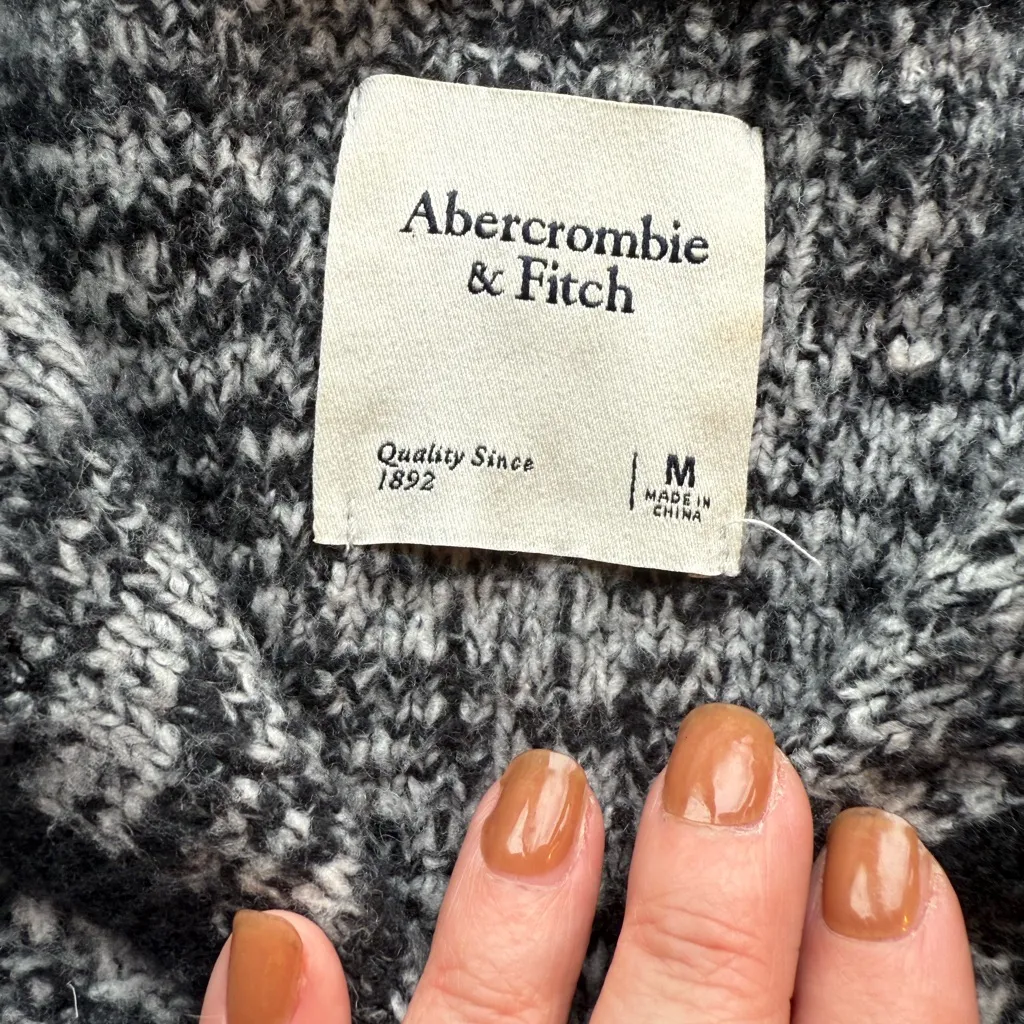 Abercrombie
& Fitch
Quality Since
1892
M
MADE IN
CHINA